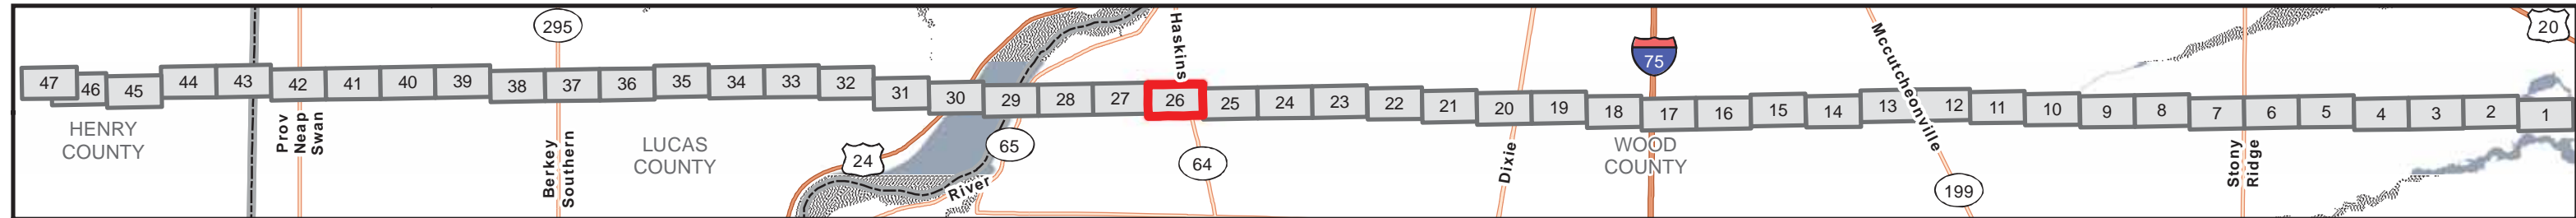 295
20
Haskins
75
Mccutcheonville
47 46 45 44 43 42 41 40 39 38 37 36 35 34 33 32 31 30 29 28 27 26 25 24 23 22 21 20 19 18 17 16 15 14 13 12 11 10 9 8 7 6 5 4 3 2 1
HENRY
COUNTY
Prov
Neap
Swan
Berkey
Southern
LUCAS
COUNTY
24
65
River
64
Dixie
WOOD
COUNTY
199
Stony
Ridge